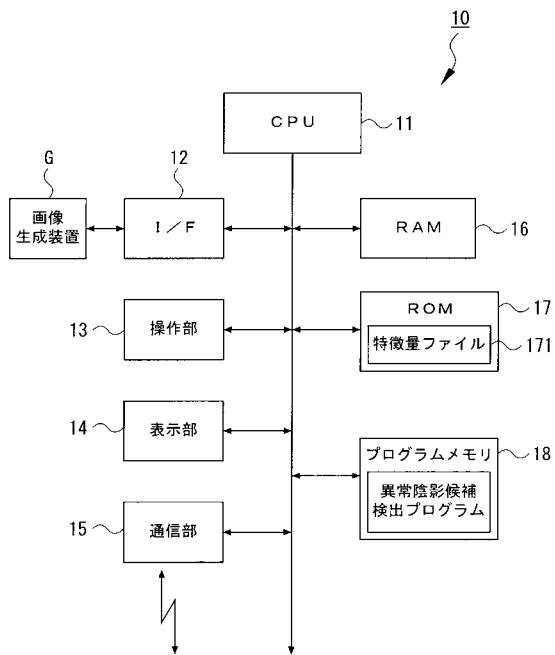 10
CPU
11
G
12
画像
生成装置
I/F
RAM
16
13
操作部
ROM
17
特徴量ファイル
171
14
表示部
プログラムメモリ
18
異常陰影候補
検出プログラム
15
通信部